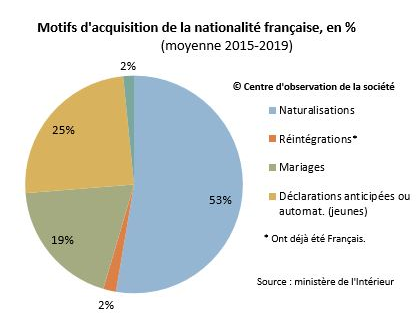 Motifs d'acquisition de la nationalité française, en %
(moyenne 2015-2019)
2%
© Centre d'observation de la société
Naturalisations
25%
Réintégrations*
Mariages
53%
Déclarations anticipées ou
automat. (jeunes)
19%
* Ont déjà été Français.
Source : ministère de l'Intérieur
2%